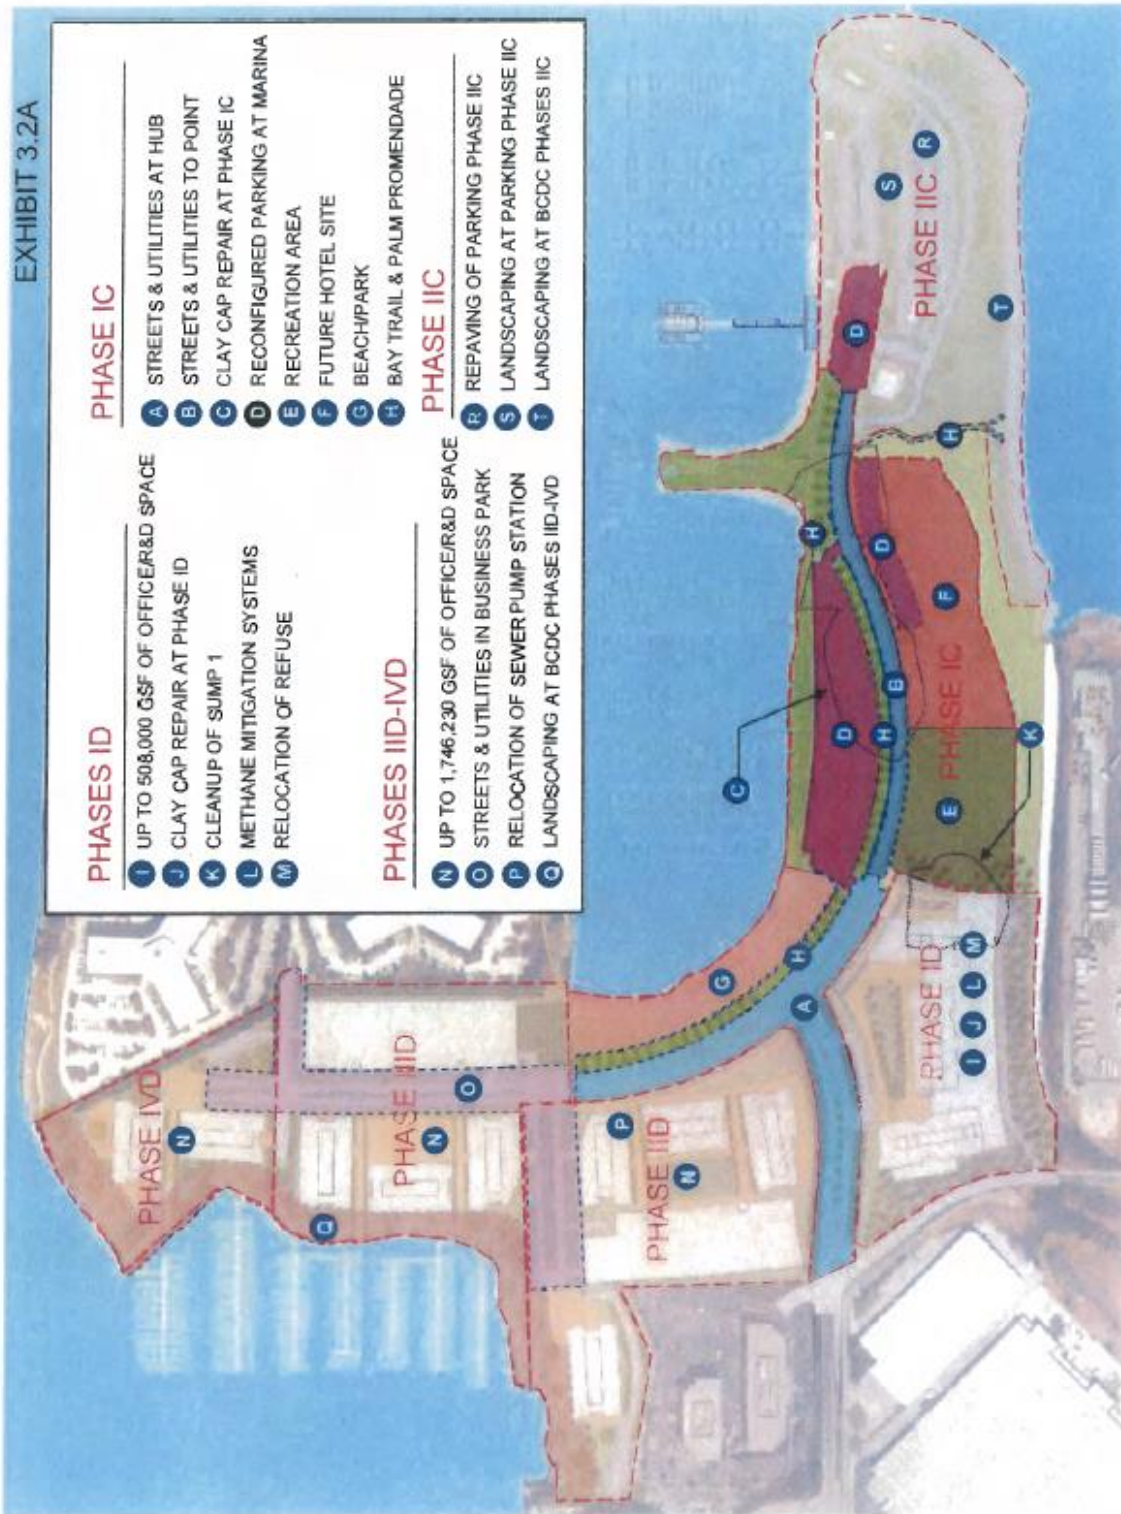 EXHIBIT 3.2A
PHASES ID
I UP TO 508,000 GSF OF OFFICE/R&D SPACE
J CLAY CAP REPAIR AT PHASE ID
K CLEANUP OF SUMP 1
L METHANE MITIGATION SYSTEMS
M RELOCATION OF REFUSE
PHASES IID-IVD
N UP TO 1,746,230 GSF OF OFFICE/R&D SPACE
O STREETS & UTILITIES IN BUSINESS PARK
P RELOCATION OF SEWER PUMP STATION
Q LANDSCAPING AT BCDC PHASES IID-IVD
PHASE IC
A STREETS & UTILITIES AT HUB
B STREETS & UTILITIES TO POINT
C CLAY CAP REPAIR AT PHASE IC
D RECONFIGURED PARKING AT MARINA
E RECREATION AREA
F FUTURE HOTEL SITE
G BEACH/PARK
H BAY TRAIL & PALM PROMENDADE
PHASE IIC
R REPAVING OF PARKING PHASE IIC
S LANDSCAPING AT PARKING PHASE IIC
T LANDSCAPING AT BCDC PHASES IIC
PHASE IVD
N
PHASE IIID
N
O
Q
PHASE IID
N
P
A
G
H
PHASE ID
I J L M
C
D
H
B
E
PHASE IC
F
K
D
H
H
D
S
R
PHASE IIC
T